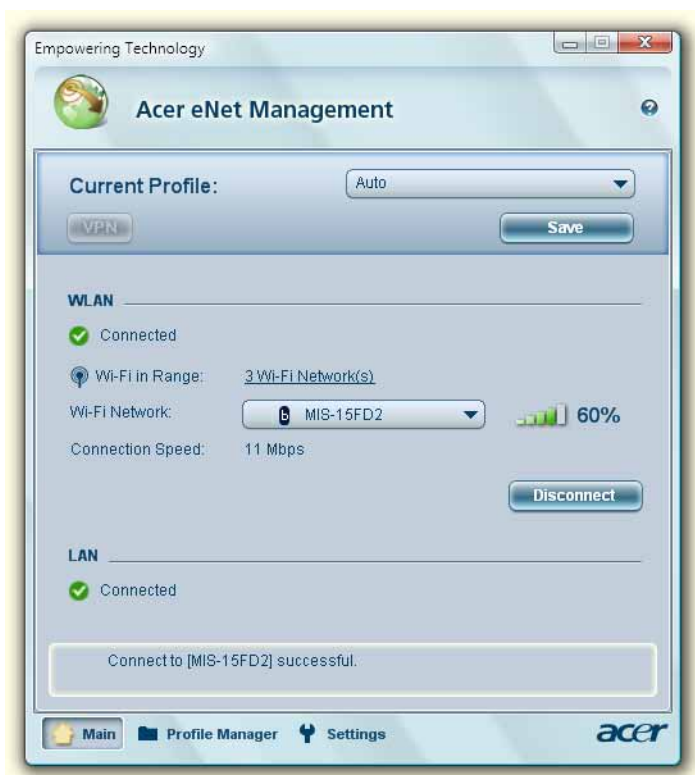 Empowering Technology
Acer eNet Management
Current Profile: Auto
VPN Save
WLAN
Connected
Wi-Fi in Range: 3 Wi-Fi Network(s)
Wi-Fi Network: b MIS-15FD2 60%
Connection Speed: 11 Mbps
Disconnect
LAN
Connected
Connect to [MIS-15FD2] successful.
Main Profile Manager Settings acer